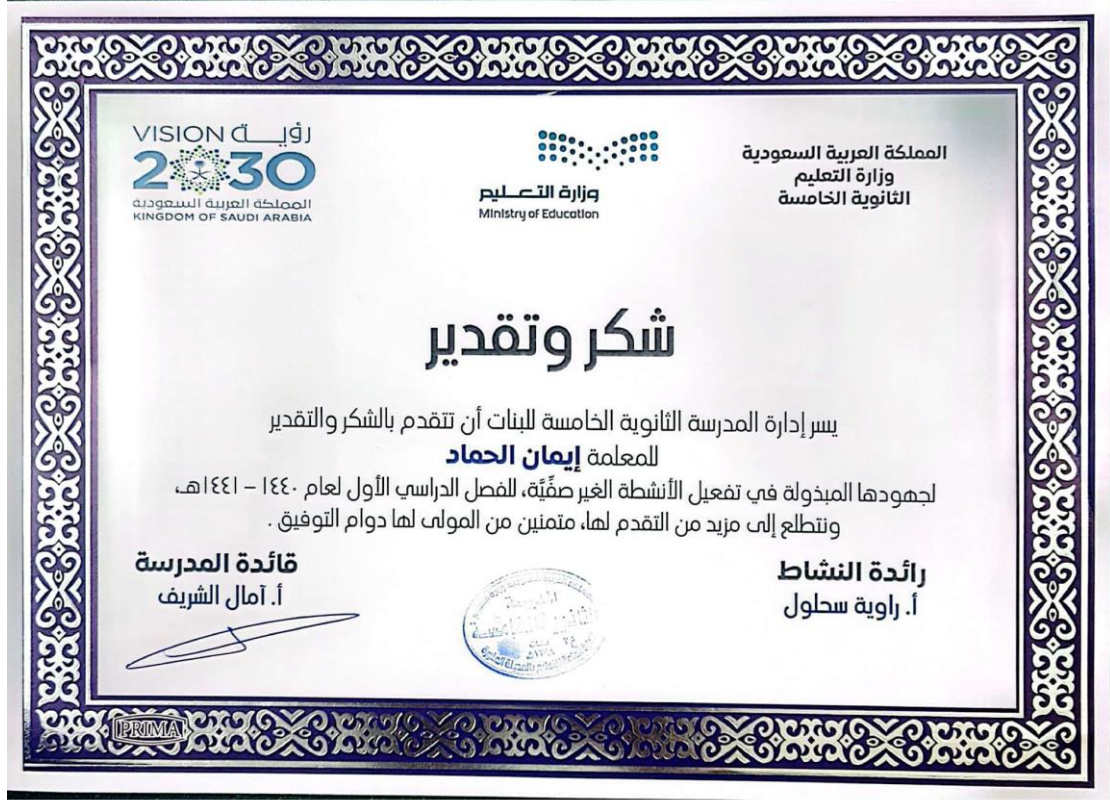 المملكة العربية السعودية
وزارة التعليم
الثانوية الخامسة
وزارة التعليم
Ministry of Education
VISION رؤية
2030
المملكة العربية السعودية
KINGDOM OF SAUDI ARABIA
شكر وتقدير
يسر إدارة المدرسة الثانوية الخامسة للبنات أن تتقدم بالشكر والتقدير
للمعلمة إيمان الحماد
لجهودها المبذولة في تفعيل الأنشطة الغير صفِّيَّة، للفصل الدراسي الأول لعام ١٤٤٠ – ١٤٤١هـ،
ونتطلع إلى مزيد من التقدم لها، متمنين من المولى لها دوام التوفيق .
رائدة النشاط
أ. راوية سحلول
قائدة المدرسة
أ. آمال الشريف
PRIMA